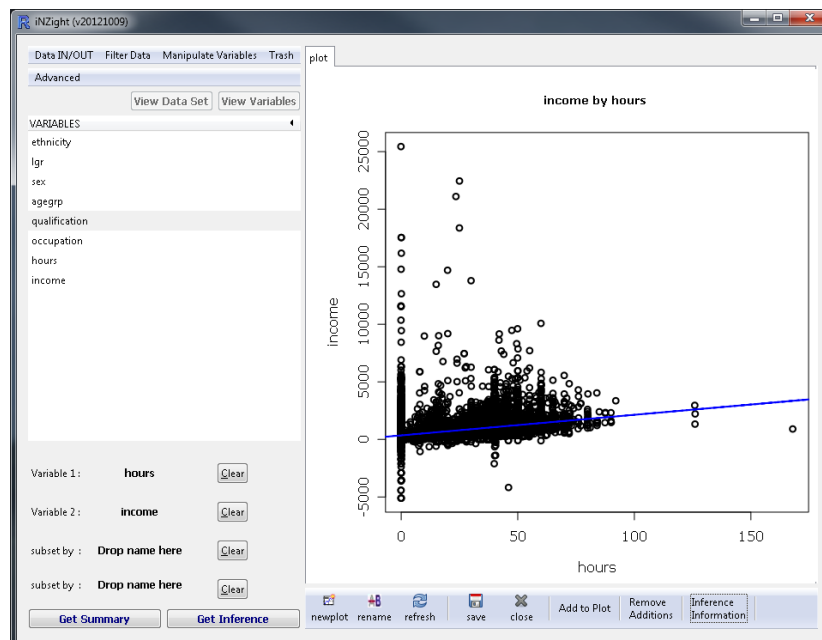 iNZight (v20121009)
Data IN/OUT Filter Data Manipulate Variables Trash
Advanced
View Data Set View Variables
VARIABLES
ethnicity
lgr
sex
agegrp
qualification
occupation
hours
income
Variable 1 : hours Clear
Variable 2 : income Clear
subset by : Drop name here Clear
subset by : Drop name here Clear
Get Summary Get Inference
plot
income by hours
25000
20000
15000
10000
5000
0
-5000
income
0 50 100 150
hours
newplot rename refresh save close Add to Plot Remove Additions Inference Information